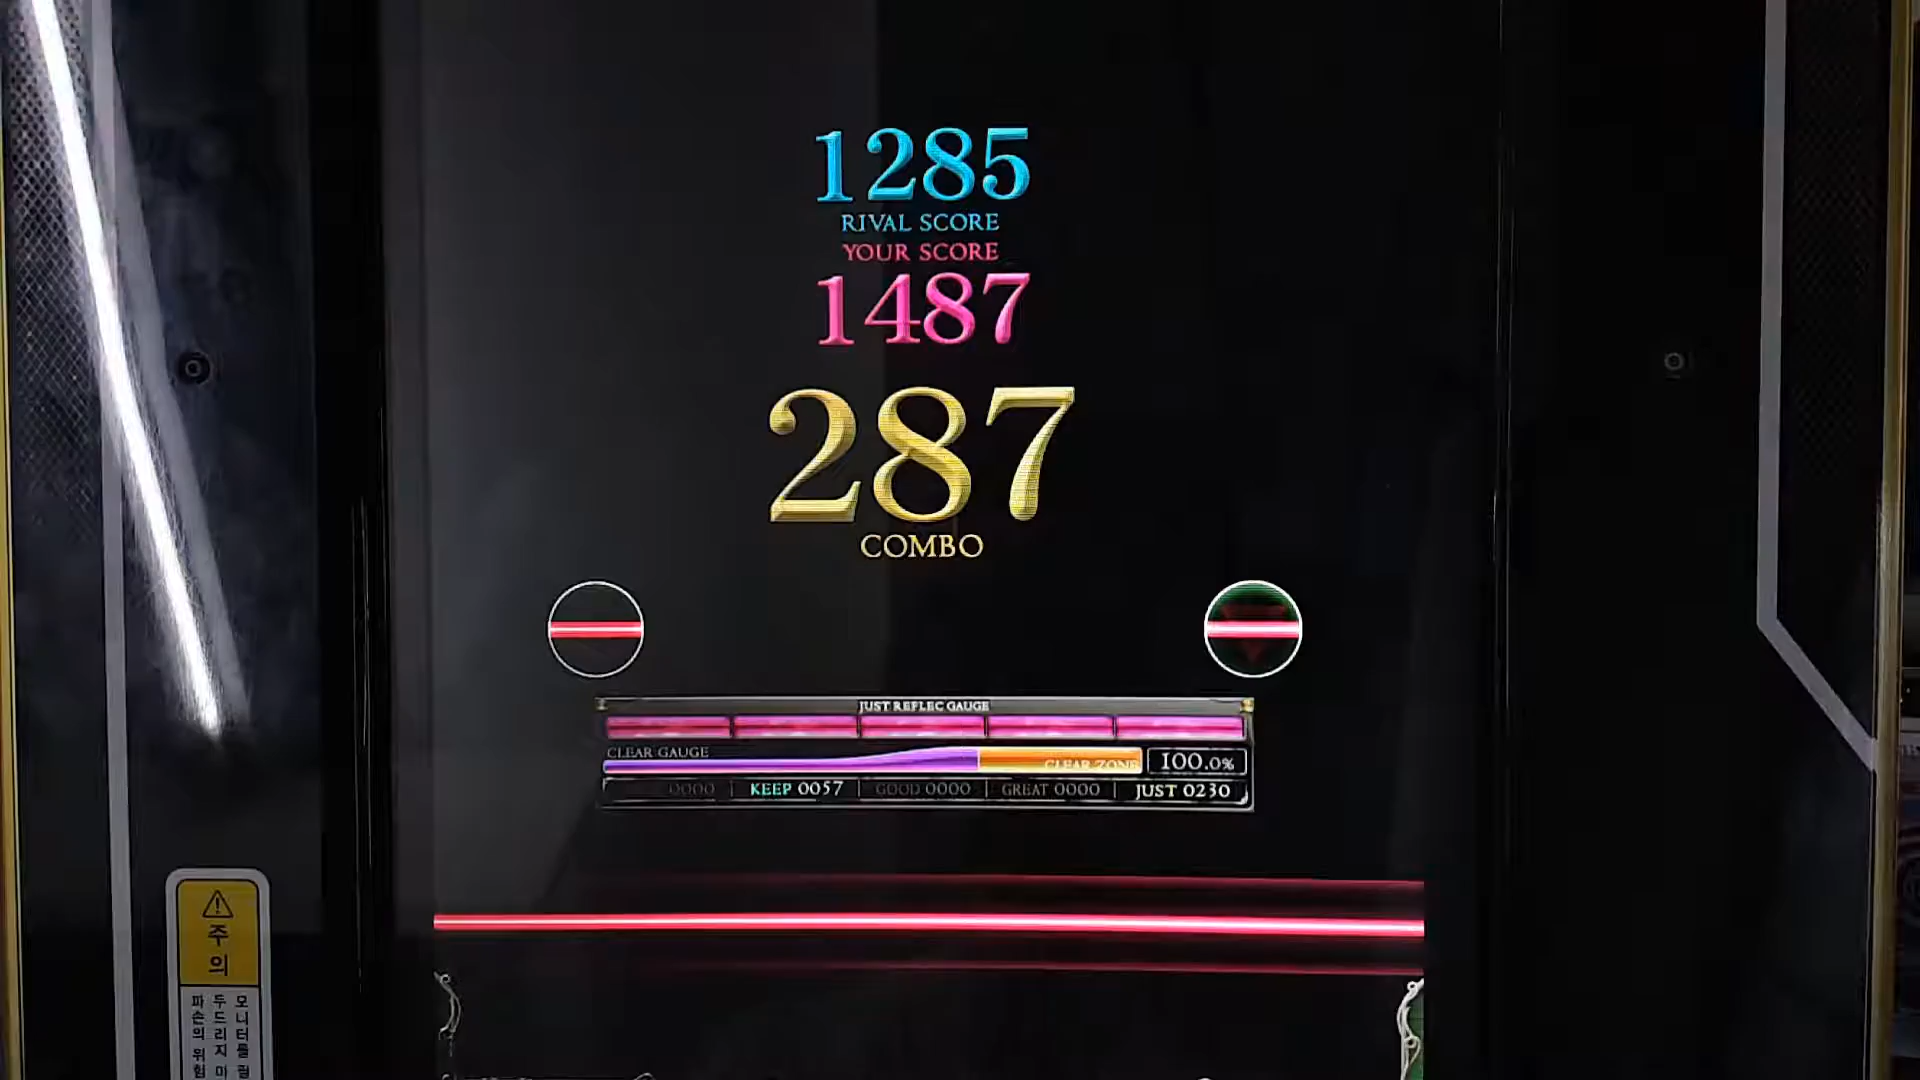 1285
RIVAL SCORE
YOUR SCORE
1487
287
COMBO
JUST REFLEC GAUGE
CLEAR GAUGE
CLEAR ZONE
100.0%
0000 KEEP 0057 GOOD 0000 GREAT 0000 JUST 0230
주의
모니터를
두드리지 마
파손의 위험